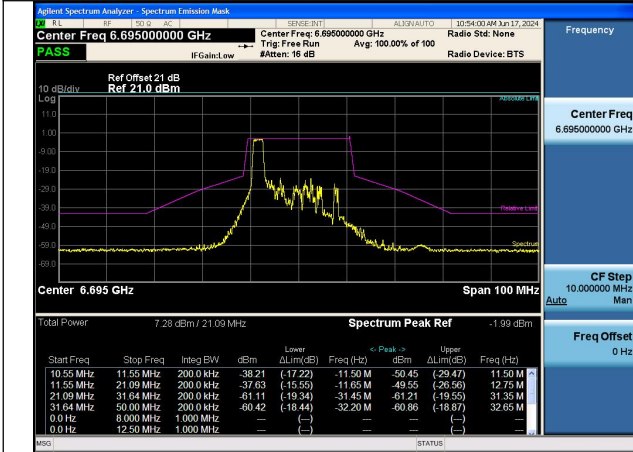 Agilent Spectrum Analyzer - Spectrum Emission Mask
RL RF 50 Ω AC SENSE:INT ALIGNAUTO 10:54:00 AM Jun 17, 2024
Center Freq 6.695000000 GHz
Center Freq: 6.695000000 GHz
Radio Std: None
Trig: Free Run
Avg: 100.00% of 100
PASS
IFGain:Low
#Atten: 16 dB
Radio Device: BTS
Ref Offset 21 dB
10 dB/div Ref 21.0 dBm
Log
Absolute Limit
11.0
1.00
-9.00
-19.0
-29.0
-39.0
Relative Limit
-49.0
-59.0
Spectrum
-69.0
Center 6.695 GHz
Span 100 MHz
Total Power 7.28 dBm / 21.09 MHz Spectrum Peak Ref -1.99 dBm
Lower <- Peak -> Upper
Start Freq Stop Freq Integ BW dBm ΔLim(dB) Freq (Hz) dBm ΔLim(dB) Freq (Hz)
10.55 MHz 11.55 MHz 200.0 kHz -38.21 (-17.22) -11.50 M -50.45 (-29.47) 11.50 M
11.55 MHz 21.09 MHz 200.0 kHz -37.63 (-15.55) -11.65 M -49.55 (-26.56) 12.75 M
21.09 MHz 31.64 MHz 200.0 kHz -61.11 (-19.34) -31.45 M -61.21 (-19.55) 31.35 M
31.64 MHz 50.00 MHz 200.0 kHz -60.42 (-18.44) -32.20 M -60.86 (-18.87) 32.65 M
0.0 Hz 8.000 MHz 1.000 MHz --- (---) --- --- (---) ---
0.0 Hz 12.50 MHz 1.000 MHz --- (---) --- --- (---) ---
MSG
STATUS
Frequency
Center Freq
6.695000000 GHz
CF Step
10.000000 MHz
Auto Man
Freq Offset
0 Hz